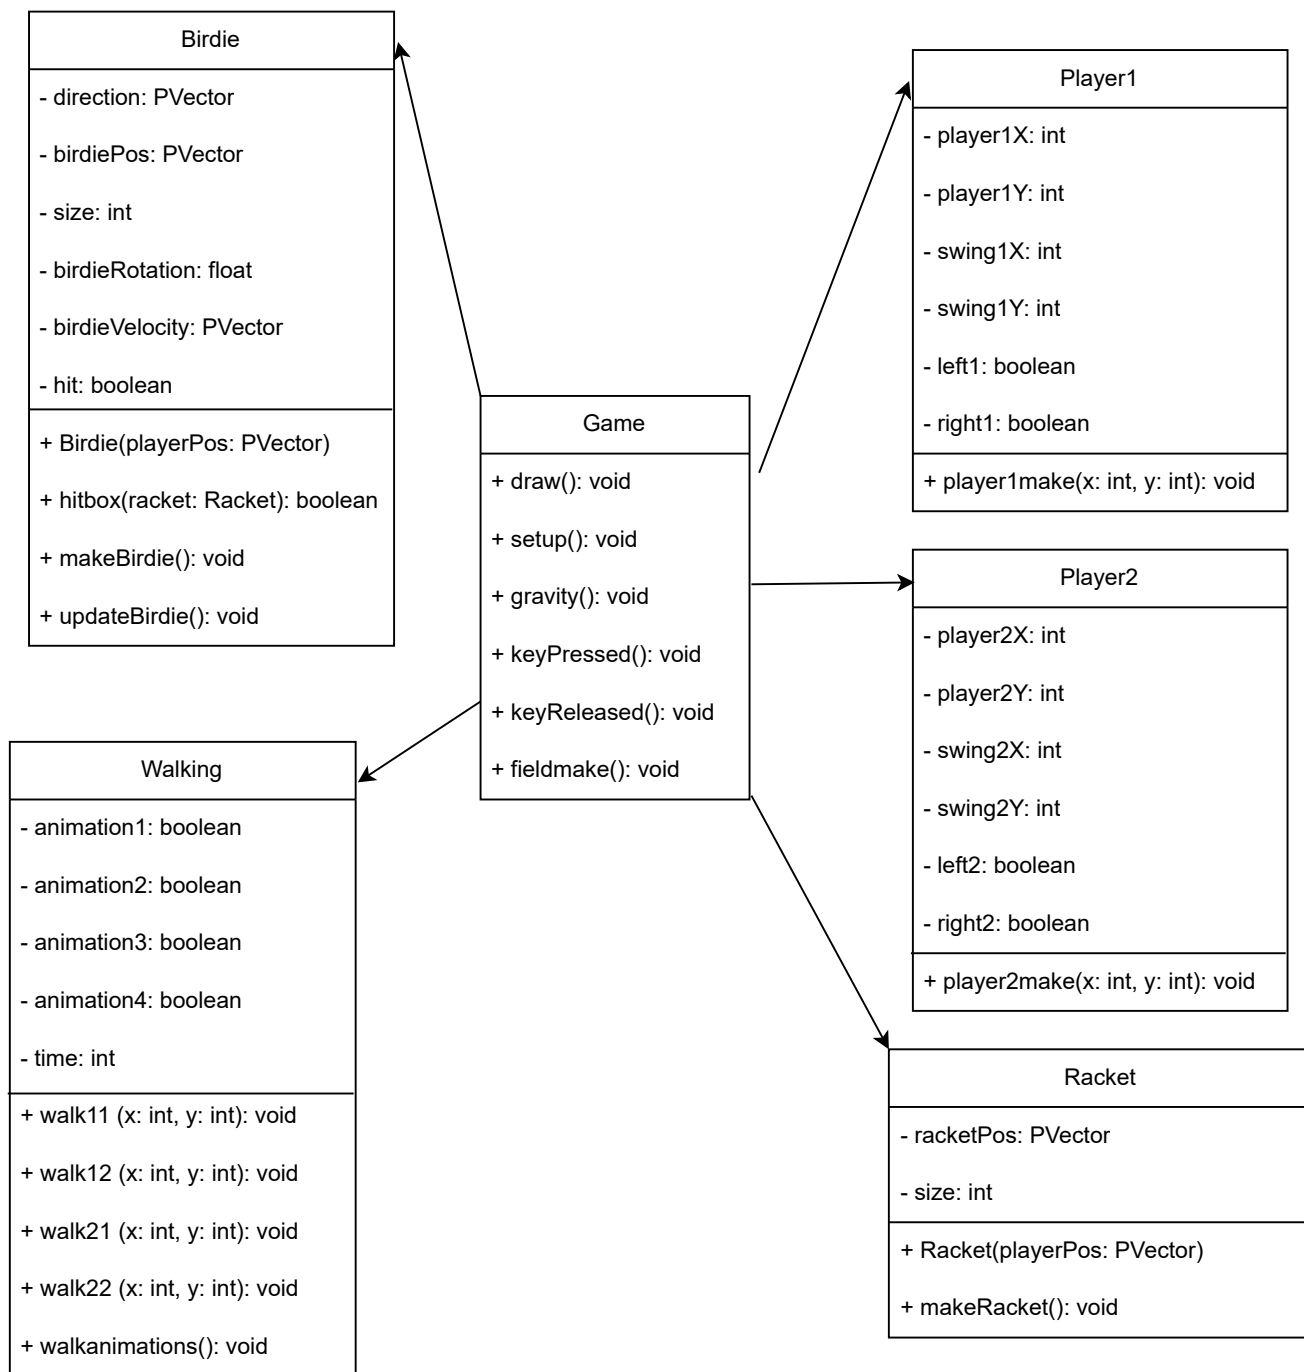 Birdie
- direction: PVector
- birdiePos: PVector
- size: int
- birdieRotation: float
- birdieVelocity: PVector
- hit: boolean
+ Birdie(playerPos: PVector)
+ hitbox(racket: Racket): boolean
+ makeBirdie(): void
+ updateBirdie(): void
Player1
- player1X: int
- player1Y: int
- swing1X: int
- swing1Y: int
- left1: boolean
- right1: boolean
+ player1make(x: int, y: int): void
Game
+ draw(): void
+ setup(): void
+ gravity(): void
+ keyPressed(): void
+ keyReleased(): void
+ fieldmake(): void
Player2
- player2X: int
- player2Y: int
- swing2X: int
- swing2Y: int
- left2: boolean
- right2: boolean
+ player2make(x: int, y: int): void
Walking
- animation1: boolean
- animation2: boolean
- animation3: boolean
- animation4: boolean
- time: int
+ walk11 (x: int, y: int): void
+ walk12 (x: int, y: int): void
+ walk21 (x: int, y: int): void
+ walk22 (x: int, y: int): void
+ walkanimations(): void
Racket
- racketPos: PVector
- size: int
+ Racket(playerPos: PVector)
+ makeRacket(): void